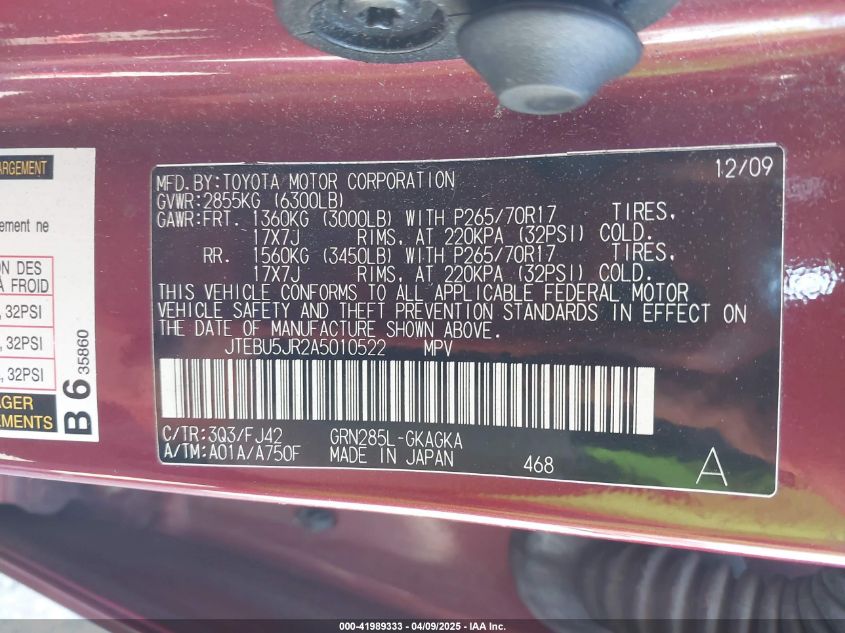 ARGEMENT
ement ne
ON DES
À FROID
, 32PSI
, 32PSI
, 32PSI
AGER
EMENTS
B6 35860
12/09
MFD. BY:TOYOTA MOTOR CORPORATION
GVWR:2855KG (6300LB)
GAWR:FRT. 1360KG (3000LB) WITH P265/70R17 TIRES,
17X7J RIMS, AT 220KPA (32PSI) COLD.
RR. 1560KG (3450LB) WITH P265/70R17 TIRES,
17X7J RIMS, AT 220KPA (32PSI) COLD.
THIS VEHICLE CONFORMS TO ALL APPLICABLE FEDERAL MOTOR
VEHICLE SAFETY AND THEFT PREVENTION STANDARDS IN EFFECT ON
THE DATE OF MANUFACTURE SHOWN ABOVE.
JTEBU5JR2A5010522 MPV
C/TR:3Q3/FJ42 GRN285L-GKAGKA
A/TM:A01A/A750F MADE IN JAPAN 468 A
000-41989333 - 04/09/2025 - IAA Inc.